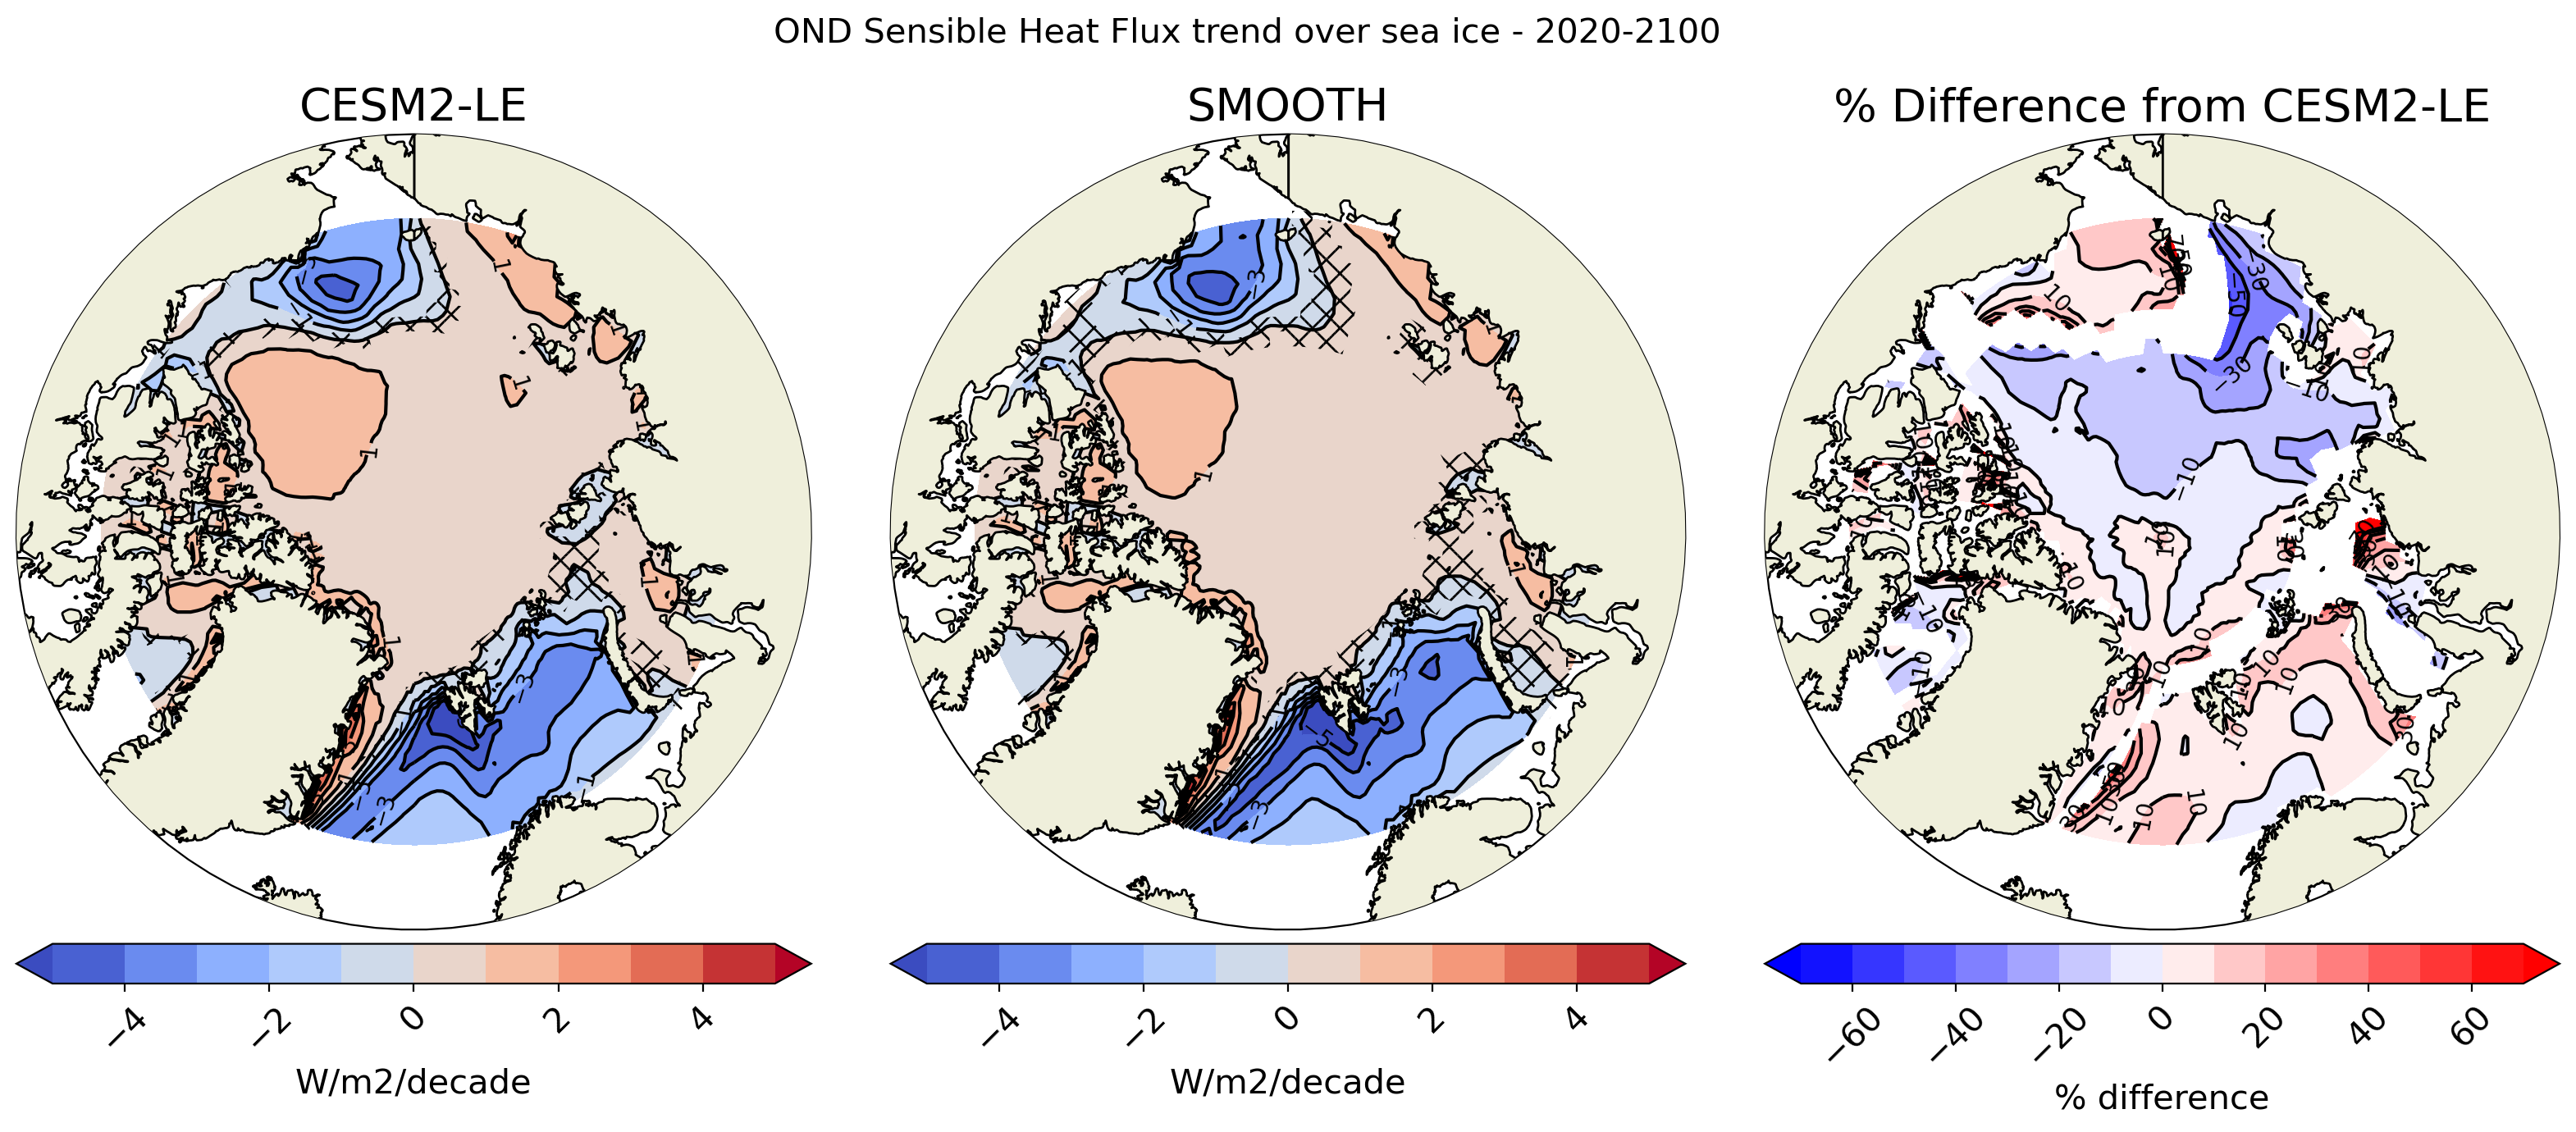 OND Sensible Heat Flux trend over sea ice - 2020-2100
CESM2-LE
SMOOTH
% Difference from CESM2-LE
−4
−2
0
2
4
W/m2/decade
−4
−2
0
2
4
W/m2/decade
−60
−40
−20
0
20
40
60
% difference